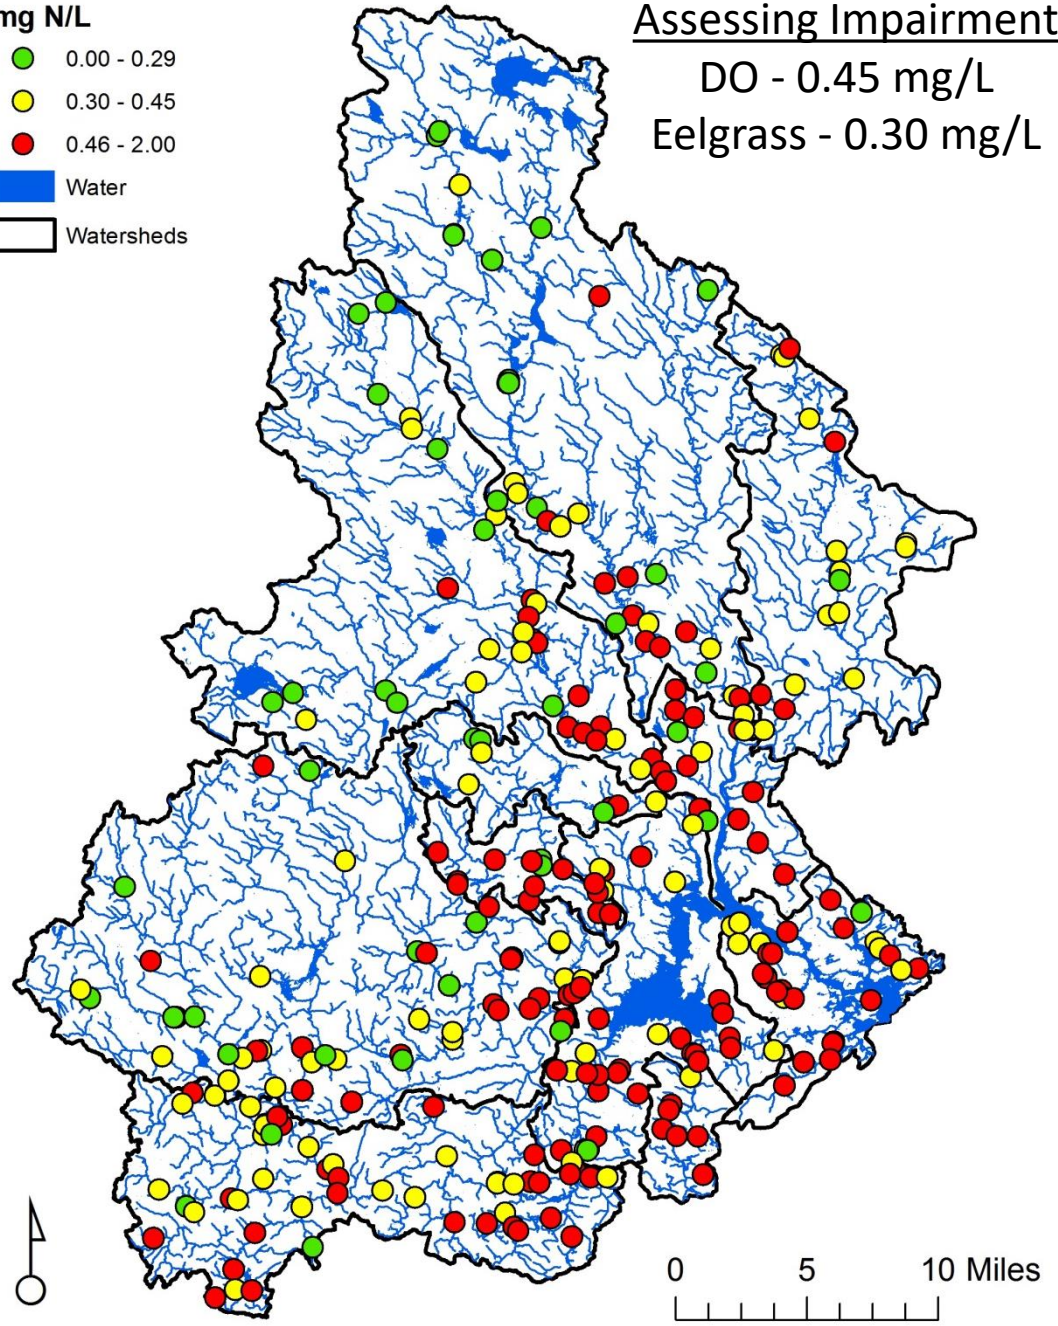 mg N/L
0.00 - 0.29
0.30 - 0.45
0.46 - 2.00
Water
Watersheds
Assessing Impairment
DO - 0.45 mg/L
Eelgrass - 0.30 mg/L
0 5 10 Miles